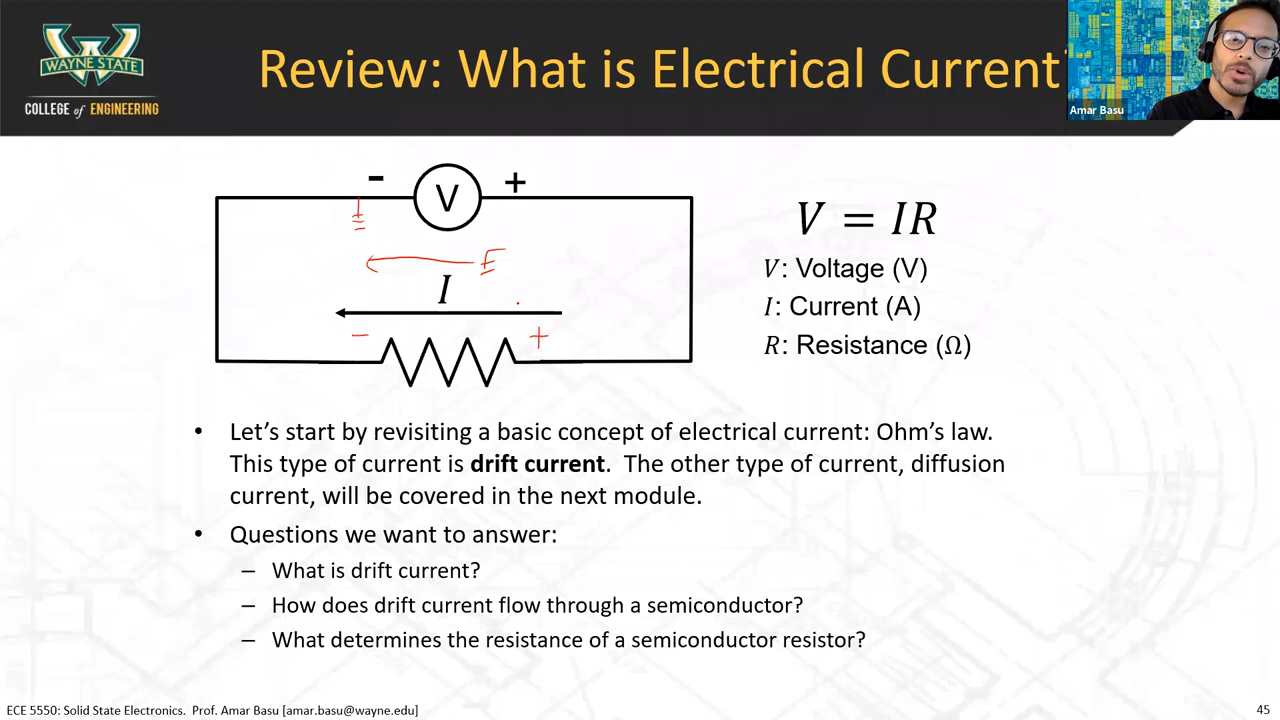 WAYNE STATE
COLLEGE of ENGINEERING
Review: What is Electrical Current
Amar Basu
- V +
E
I
- +
V = IR
V: Voltage (V)
I: Current (A)
R: Resistance (Ω)
• Let’s start by revisiting a basic concept of electrical current: Ohm’s law.
This type of current is drift current. The other type of current, diffusion
current, will be covered in the next module.
• Questions we want to answer:
– What is drift current?
– How does drift current flow through a semiconductor?
– What determines the resistance of a semiconductor resistor?
ECE 5550: Solid State Electronics. Prof. Amar Basu [amar.basu@wayne.edu]
45